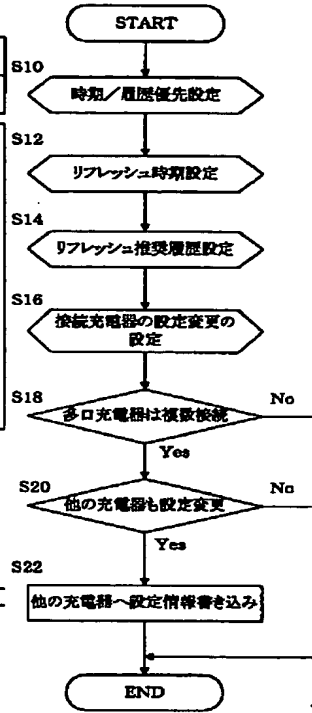 START
S10
時期／履歴優先設定
S12
リフレッシュ時期設定
S14
リフレッシュ推奨履歴設定
S16
接続充電器の設定変更の
設定
S18
多口充電器は複数接続
No
Yes
S20
他の充電器も設定変更
No
Yes
S22
他の充電器へ設定情報書き込み
END